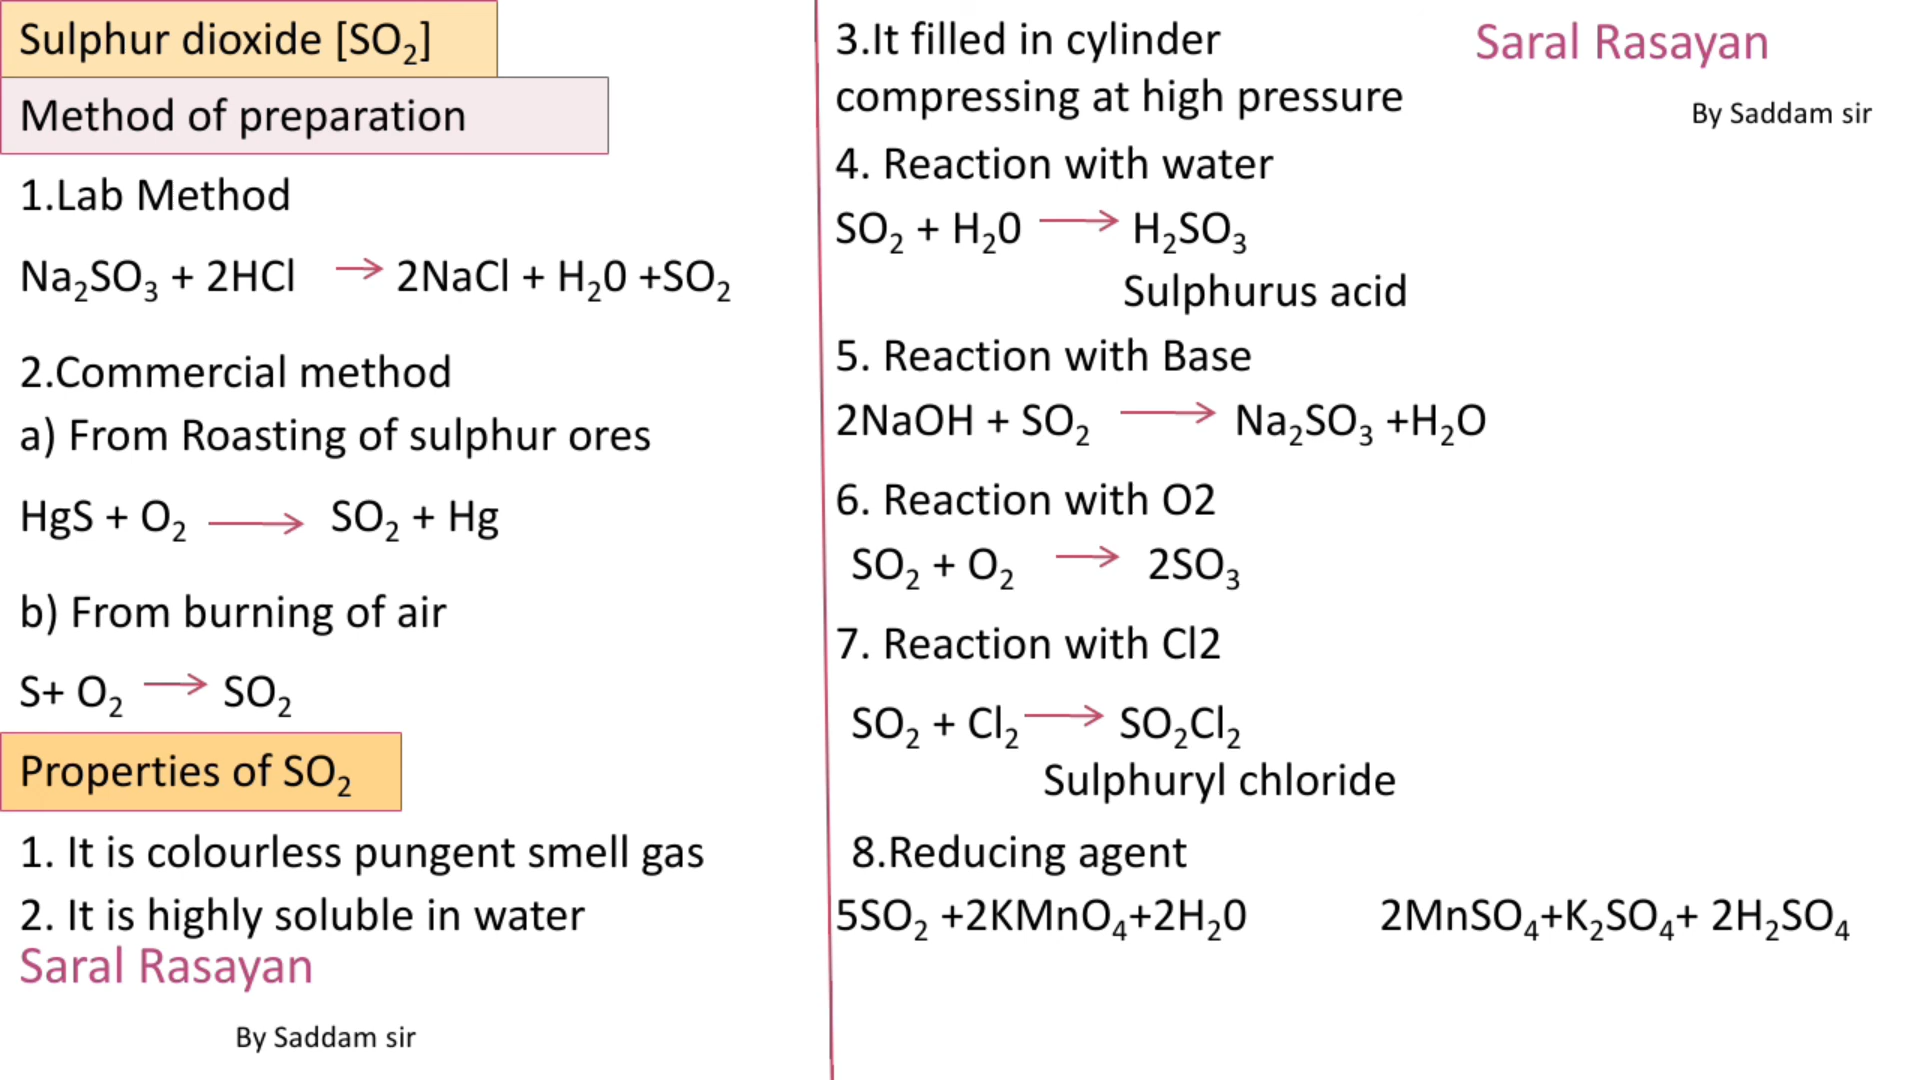 Sulphur dioxide [SO₂]
Method of preparation
1.Lab Method
Na₂SO₃ + 2HCl → 2NaCl + H₂0 +SO₂
2.Commercial method
a) From Roasting of sulphur ores
HgS + O₂ → SO₂ + Hg
b) From burning of air
S+ O₂ → SO₂
Properties of SO₂
1. It is colourless pungent smell gas
2. It is highly soluble in water
Saral Rasayan
By Saddam sir
3.It filled in cylinder
compressing at high pressure
Saral Rasayan
By Saddam sir
4. Reaction with water
SO₂ + H₂0 → H₂SO₃
Sulphurus acid
5. Reaction with Base
2NaOH + SO₂ → Na₂SO₃ +H₂O
6. Reaction with O2
SO₂ + O₂ → 2SO₃
7. Reaction with Cl2
SO₂ + Cl₂ → SO₂Cl₂
Sulphuryl chloride
8.Reducing agent
5SO₂ +2KMnO₄+2H₂0 2MnSO₄+K₂SO₄+ 2H₂SO₄